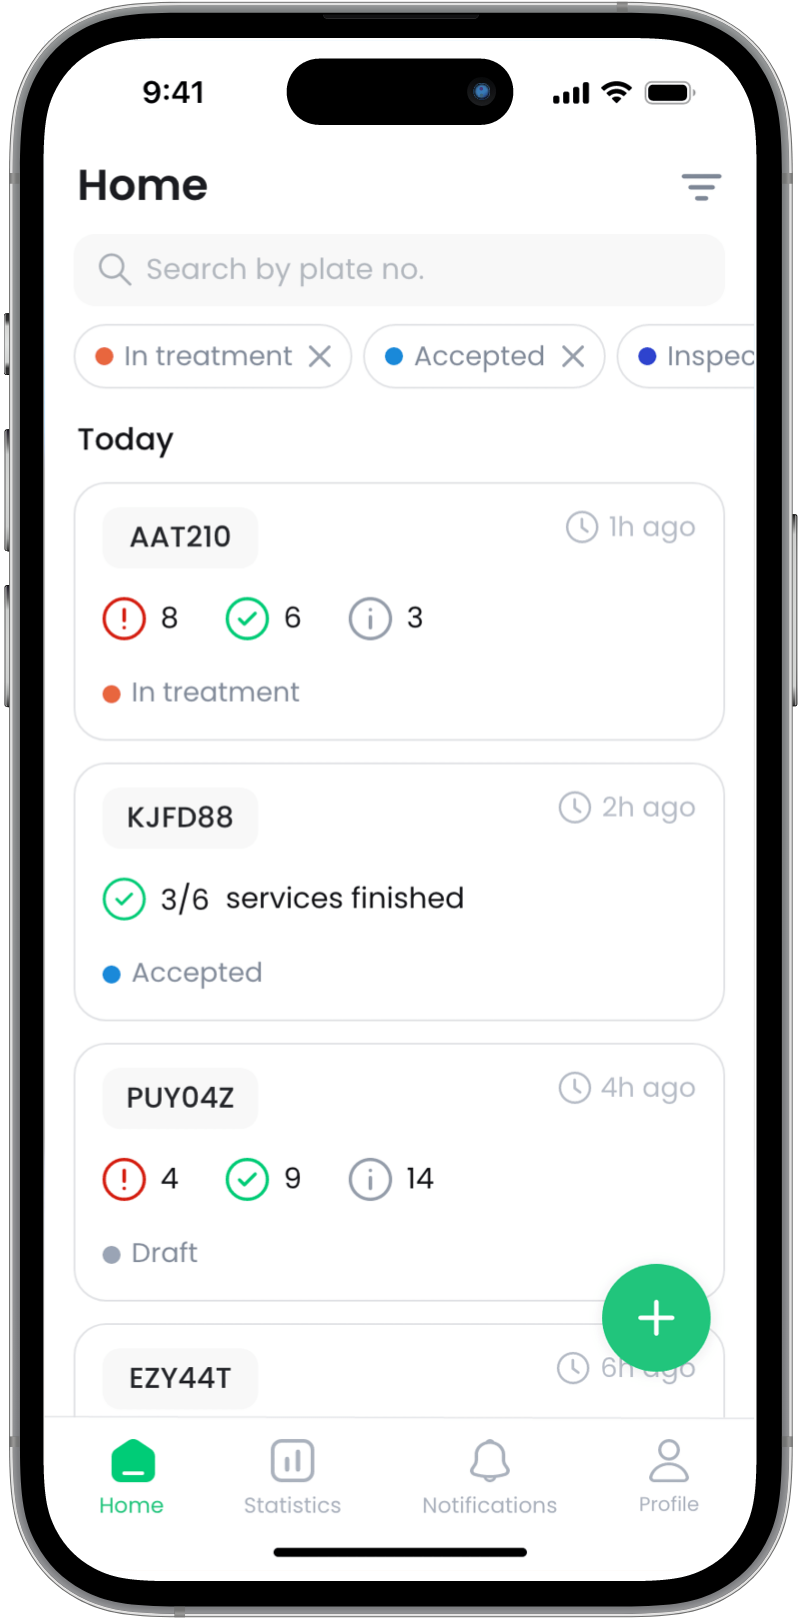 9:41
Home
Search by plate no.
In treatment Accepted Inspec
Today
AAT210 1h ago
8 6 3
In treatment
KJFD88 2h ago
3/6 services finished
Accepted
PUY04Z 4h ago
4 9 14
Draft
EZY44T 6h ago
Home Statistics Notifications Profile